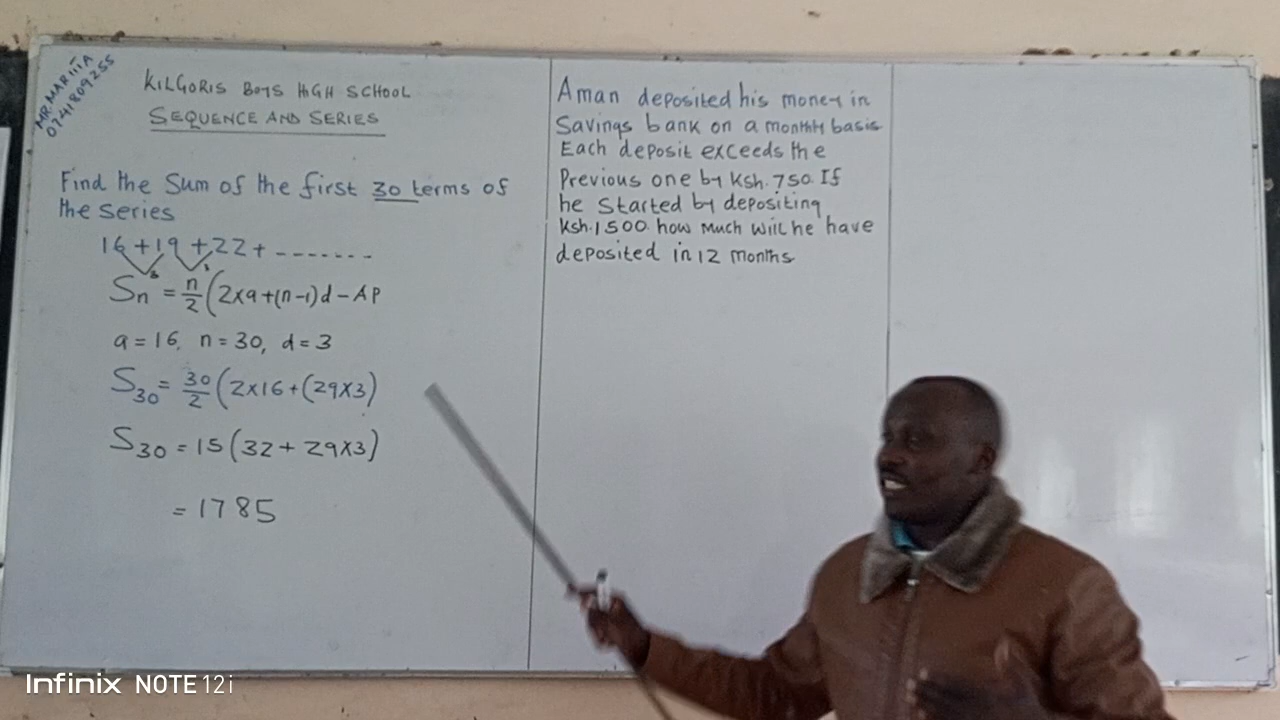 MR. MARIIA
0741809255
KILGORIS BOYS HIGH SCHOOL
SEQUENCE AND SERIES
Find the Sum of the first 30 terms of
the series
16 + 19 + 22 + -------
3 3
Sn = n/2 (2xa + (n-1)d - AP
a = 16, n = 30, d = 3
S30 = 30/2 (2x16 + (29x3)
S30 = 15 (32 + 29x3)
= 1785
A man deposited his money in
Savings bank on a monthly basis
Each deposit exceeds the
Previous one by Ksh. 750. If
he Started by depositing
Ksh. 1500 how much will he have
deposited in 12 months
Infinix NOTE 12i